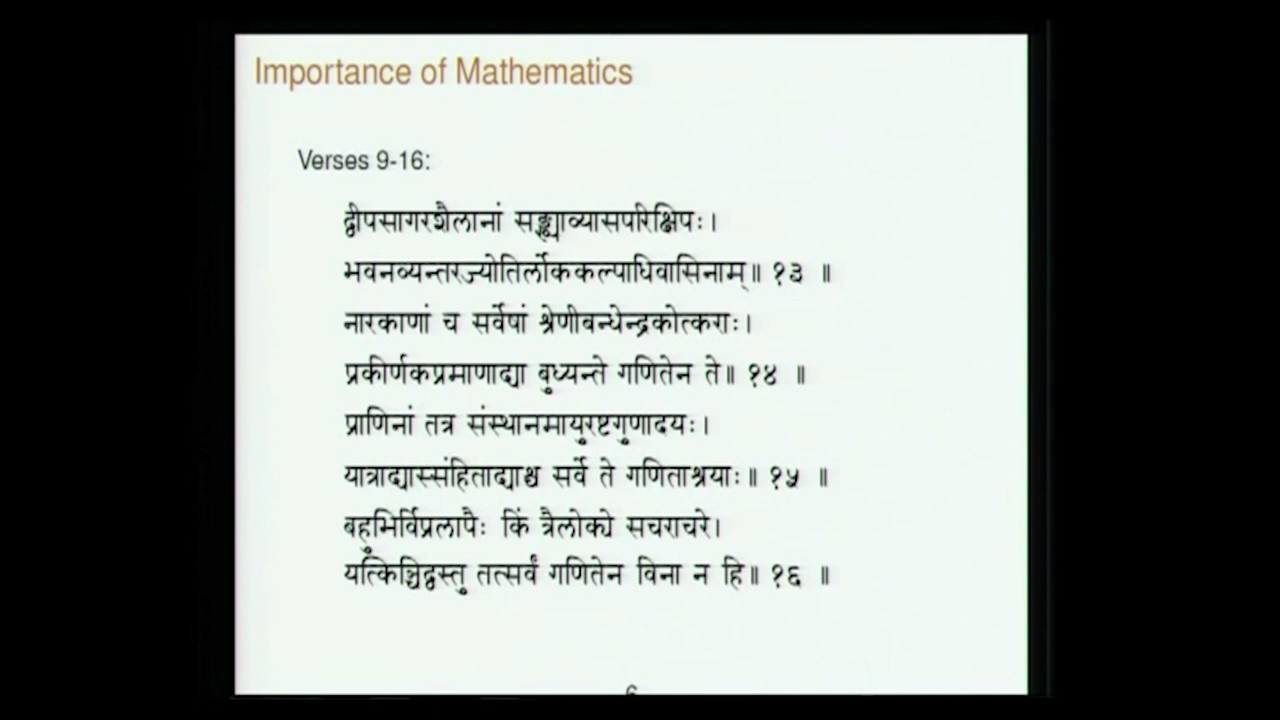 Importance of Mathematics
Verses 9-16:
द्वीपसागरशैलानां सङ्ख्याव्यासपरिक्षिपः।
भवनव्यन्तरज्योतिर्लोककल्पाधिवासिनाम्॥ १३ ॥
नारकाणां च सर्वेषां श्रेणीबन्धेन्द्रकोत्कराः।
प्रकीर्णकप्रमाणाद्या बुध्यन्ते गणितेन ते॥ १४ ॥
प्राणिनां तत्र संस्थानमायुरष्टगुणादयः।
यात्राद्यास्संहिताद्याश्च सर्वे ते गणिताश्रयाः॥ १५ ॥
बहुभिर्विप्रलापैः किं त्रैलोक्ये सचराचरे।
यत्किञ्चिद्वस्तु तत्सर्वं गणितेन विना न हि॥ १६ ॥
6